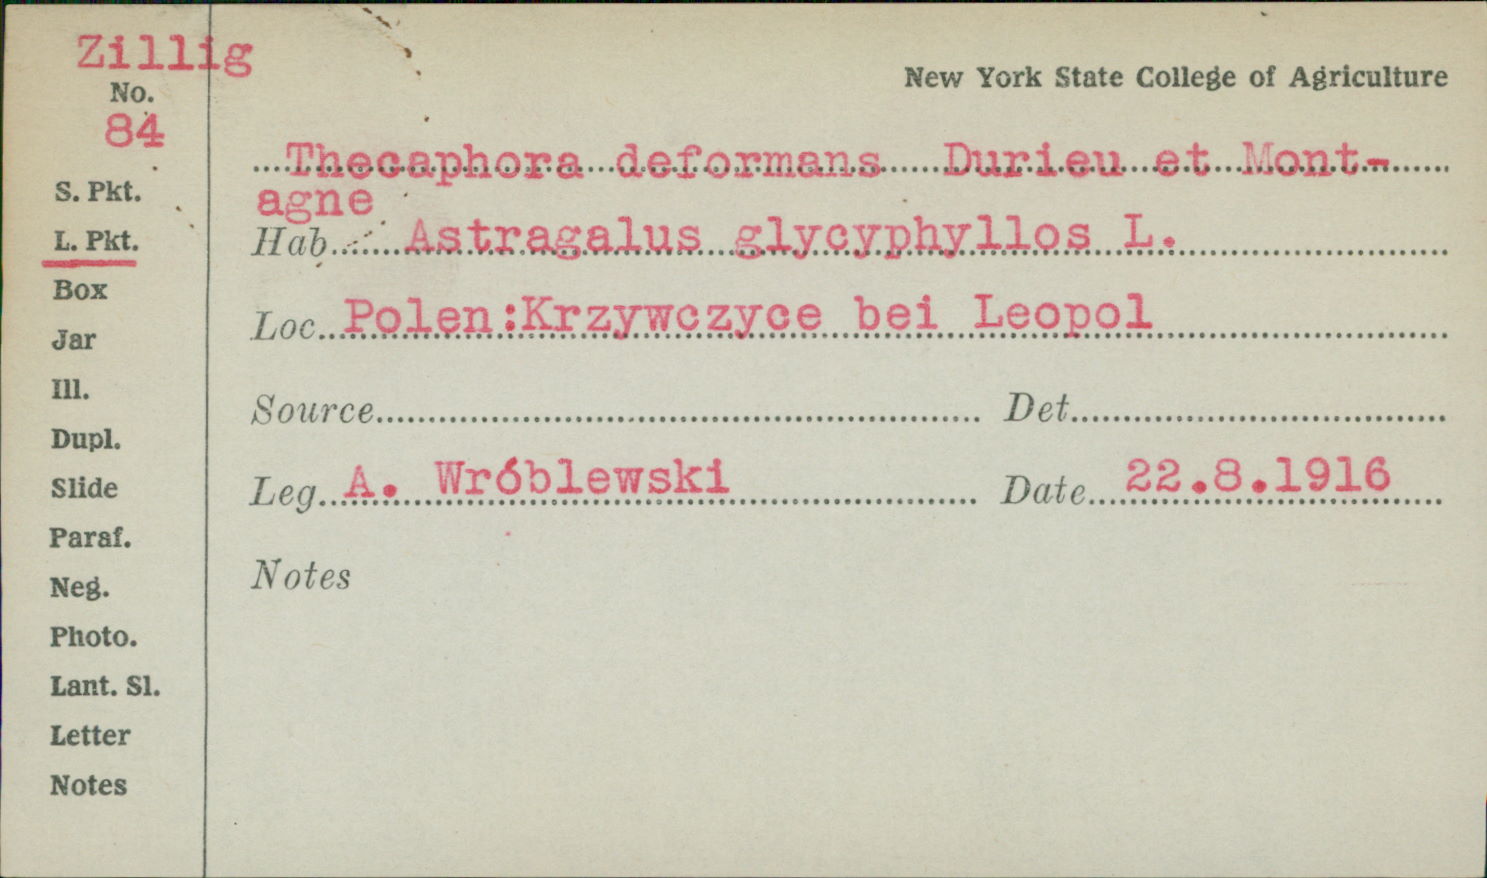 Zillig
No.
84
New York State College of Agriculture
Thecaphora deformans Durieu et Mont-
agne
Hab. Astragalus glycyphyllos L.
Loc. Polen:Krzywczyce bei Leopol
Source Det.
Leg. A. Wróblewski Date 22.8.1916
Notes
S. Pkt.
L. Pkt.
Box
Jar
Ill.
Dupl.
Slide
Paraf.
Neg.
Photo.
Lant. Sl.
Letter
Notes